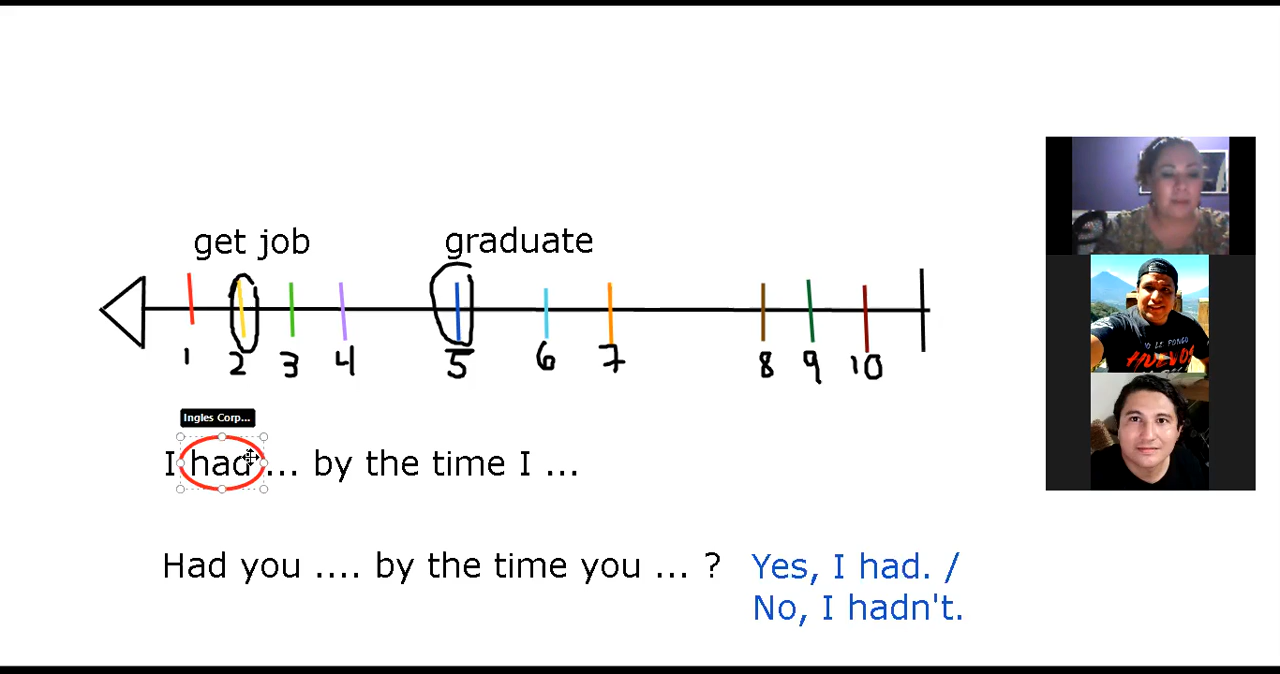 get job graduate
1 2 3 4 5 6 7 8 9 10
Ingles Corp...
I had ... by the time I ...
Had you .... by the time you ... ? Yes, I had. /
No, I hadn't.
HUEVOS